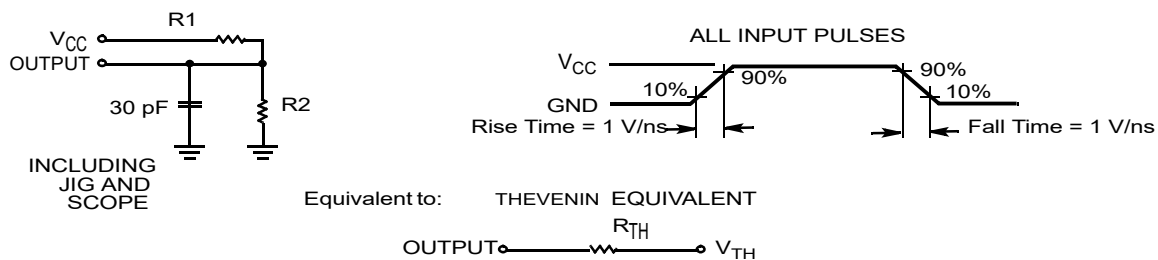 R1
VCC
OUTPUT
30 pF
R2
INCLUDING
JIG AND
SCOPE
ALL INPUT PULSES
VCC
GND
10%
90%
90%
10%
Rise Time = 1 V/ns
Fall Time = 1 V/ns
Equivalent to: THEVENIN EQUIVALENT
RTH
OUTPUT
VTH